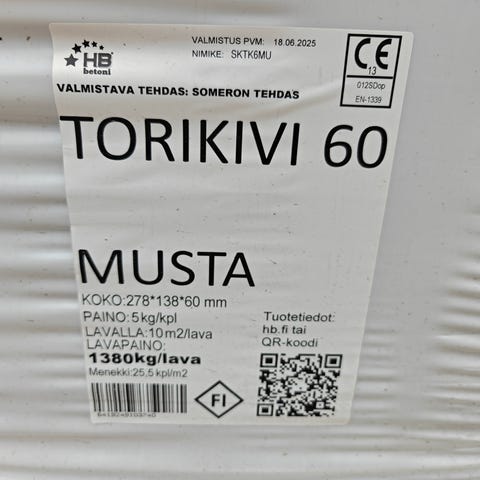 HB
betoni
VALMISTUS PVM: 18.06.2025
NIMIKE: SKTK6MU
CE
13
012SDop
EN-1339
VALMISTAVA TEHDAS: SOMERON TEHDAS
TORIKIVI 60
MUSTA
KOKO:278*138*60 mm
PAINO:5kg/kpl
LAVALLA:10m2/lava
LAVAPAINO:
1380kg/lava
Menekki:25,5 kpl/m2
Tuotetiedot:
hb.fi tai
QR-koodi
FI